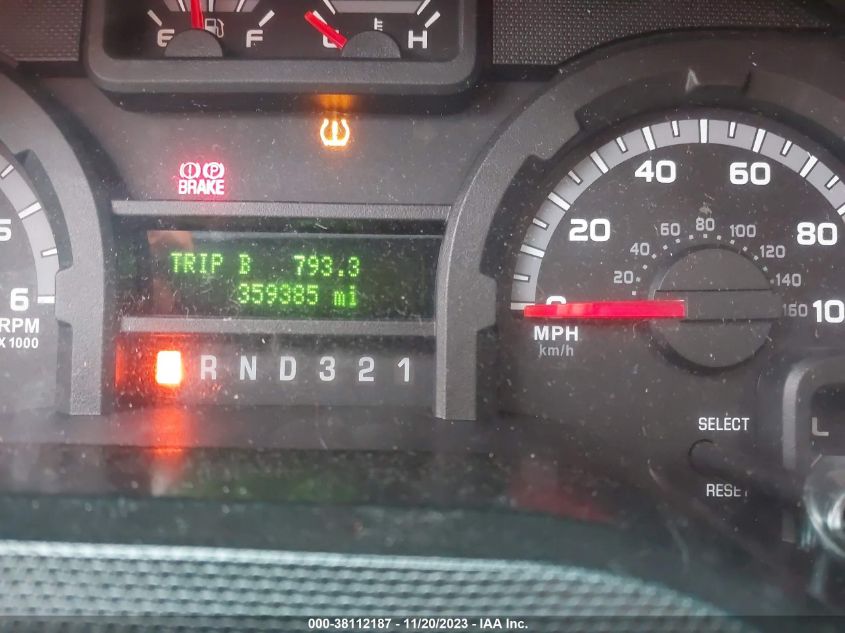 E F C H
BRAKE
TRIP B 793.3
359385 mi
R N D 3 2 1
5
6
RPM
X 1000
0 20 40 60 80
20 40 60 80 100 120 140 160
MPH
km/h
SELECT
RESET
L
000-38112187 - 11/20/2023 - IAA Inc.